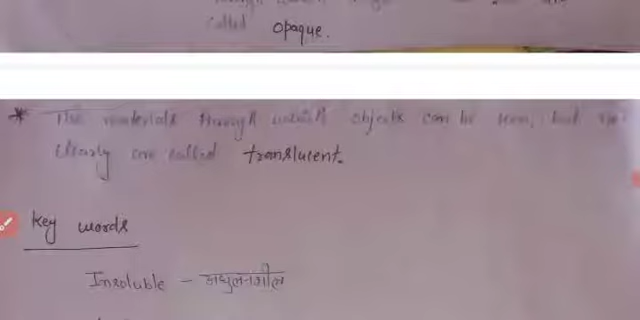 called opaque.
* The materials through which objects can be seen, but not
clearly are called translucent.
Key words
Insoluble - अघुलनशील